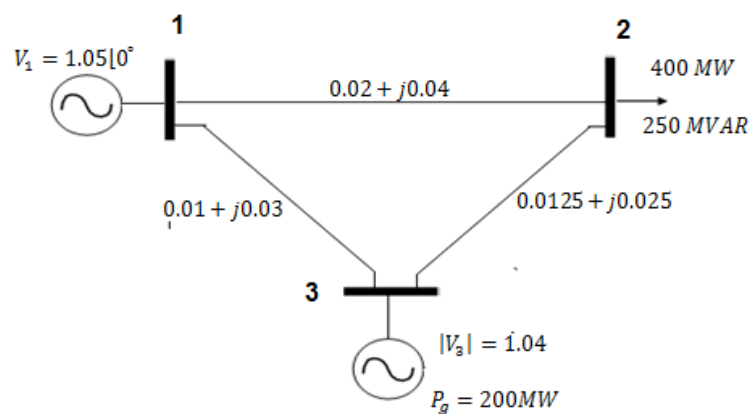 1
2
V₁ = 1.05⌊0°
400 MW
0.02 + j0.04
250 MVAR
0.01 + j0.03
0.0125 + j0.025
3
|V₃| = 1.04
P_g = 200MW